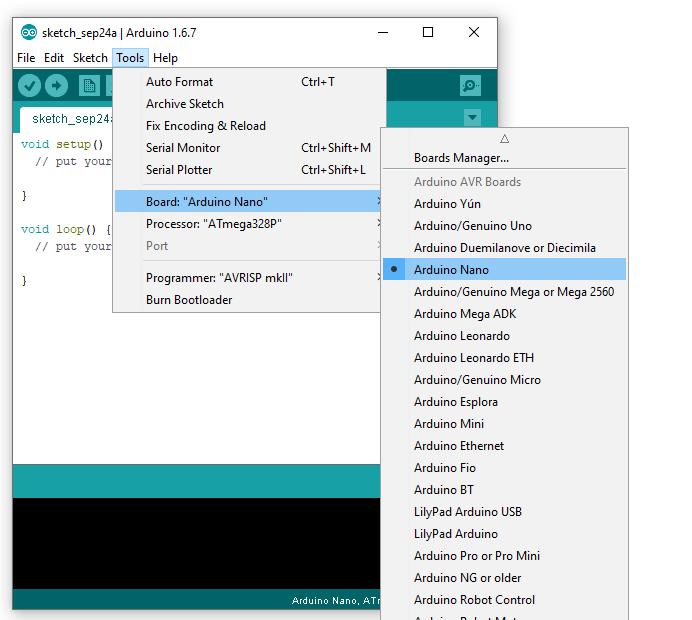 sketch_sep24a | Arduino 1.6.7
File Edit Sketch Tools Help
sketch_sep24a
void setup()
// put your
}
void loop() {
// put your
}
Auto Format Ctrl+T
Archive Sketch
Fix Encoding & Reload
Serial Monitor Ctrl+Shift+M
Serial Plotter Ctrl+Shift+L
Board: "Arduino Nano"
Processor: "ATmega328P"
Port
Programmer: "AVRISP mkII"
Burn Bootloader
Boards Manager...
Arduino AVR Boards
Arduino Yún
Arduino/Genuino Uno
Arduino Duemilanove or Diecimila
Arduino Nano
Arduino/Genuino Mega or Mega 2560
Arduino Mega ADK
Arduino Leonardo
Arduino Leonardo ETH
Arduino/Genuino Micro
Arduino Esplora
Arduino Mini
Arduino Ethernet
Arduino Fio
Arduino BT
LilyPad Arduino USB
LilyPad Arduino
Arduino Pro or Pro Mini
Arduino NG or older
Arduino Robot Control
Arduino Robot
Arduino Nano, AT